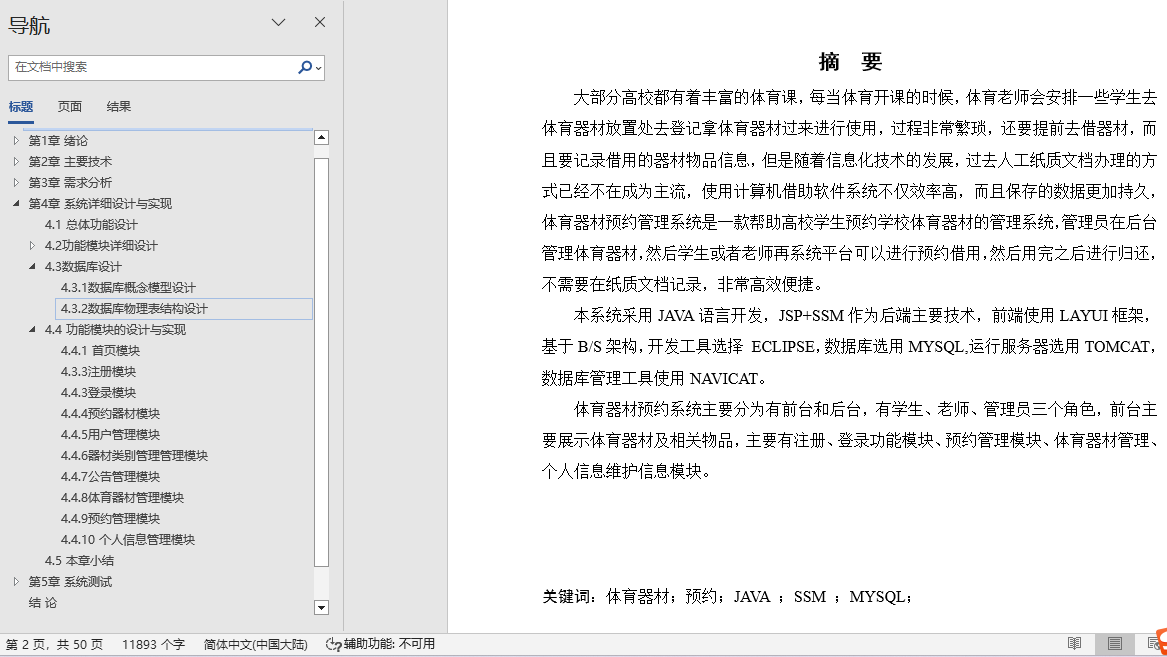 导航
在文档中搜索
标题 页面 结果
第1章 绪论
第2章 主要技术
第3章 需求分析
第4章 系统详细设计与实现
4.1 总体功能设计
4.2功能模块详细设计
4.3数据库设计
4.3.1数据库概念模型设计
4.3.2数据库物理表结构设计
4.4 功能模块的设计与实现
4.4.1 首页模块
4.3.3注册模块
4.4.3登录模块
4.4.4预约器材模块
4.4.5用户管理模块
4.4.6器材类别管理管理模块
4.4.7公告管理模块
4.4.8体育器材管理模块
4.4.9预约管理模块
4.4.10 个人信息管理模块
4.5 本章小结
第5章 系统测试
结 论
摘 要
大部分高校都有着丰富的体育课，每当体育开课的时候，体育老师会安排一些学生去
体育器材放置处去登记拿体育器材过来进行使用，过程非常繁琐，还要提前去借器材，而
且要记录借用的器材物品信息，但是随着信息化技术的发展，过去人工纸质文档办理的方
式已经不在成为主流，使用计算机借助软件系统不仅效率高，而且保存的数据更加持久，
体育器材预约管理系统是一款帮助高校学生预约学校体育器材的管理系统,管理员在后台
管理体育器材,然后学生或者老师再系统平台可以进行预约借用,然后用完之后进行归还，
不需要在纸质文档记录，非常高效便捷。
本系统采用 JAVA 语言开发，JSP+SSM 作为后端主要技术，前端使用 LAYUI 框架，
基于 B/S 架构,开发工具选择 ECLIPSE,数据库选用 MYSQL,运行服务器选用 TOMCAT，
数据库管理工具使用 NAVICAT。
体育器材预约系统主要分为有前台和后台，有学生、老师、管理员三个角色，前台主
要展示体育器材及相关物品，主要有注册、登录功能模块、预约管理模块、体育器材管理、
个人信息维护信息模块。
关键词：体育器材；预约；JAVA ；SSM ；MYSQL；
第 2 页，共 50 页 11893 个字 简体中文(中国大陆) 辅助功能: 不可用